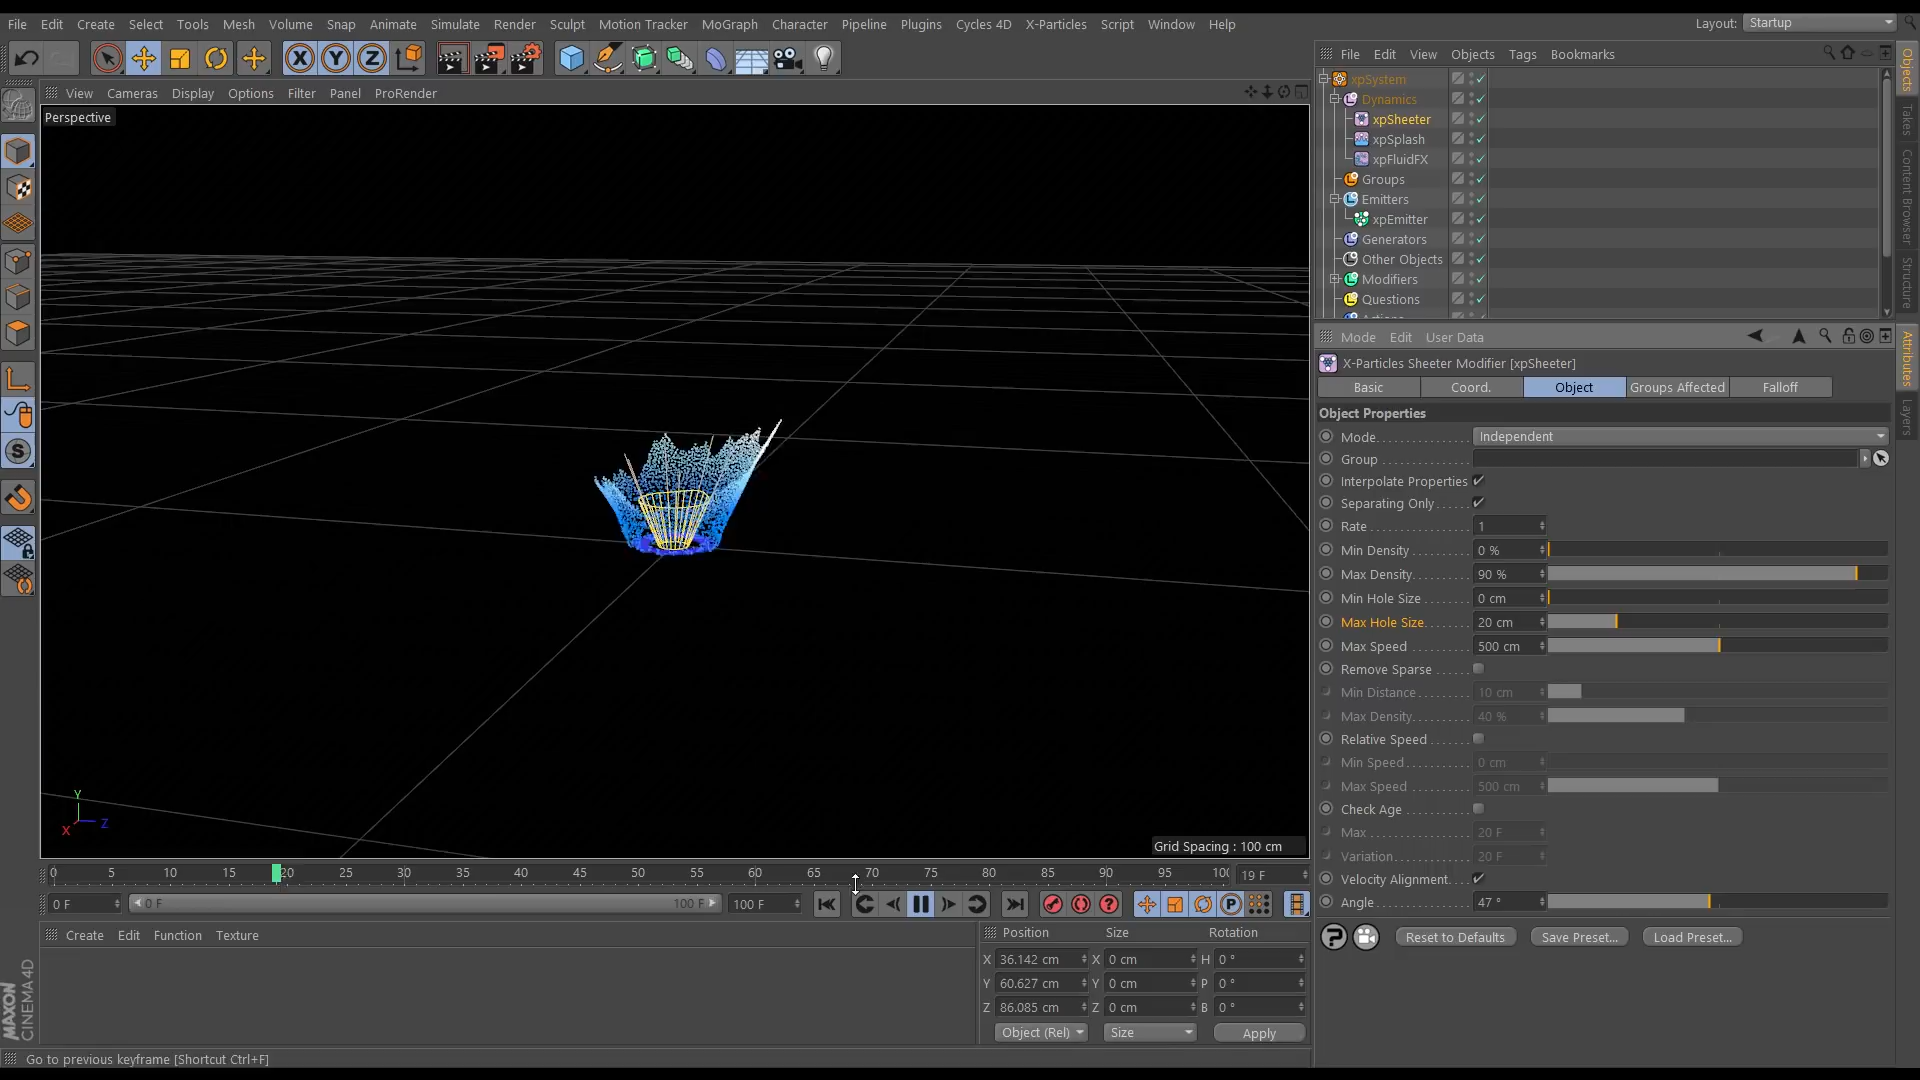 File Edit Create Select Tools Mesh Volume Snap Animate Simulate Render Sculpt Motion Tracker MoGraph Character Pipeline Plugins Cycles 4D X-Particles Script Window Help Layout: Startup
View Cameras Display Options Filter Panel ProRender
Perspective
Grid Spacing : 100 cm
Y
X Z
0 5 10 15 20 25 30 35 40 45 50 55 60 65 70 75 80 85 90 95 100 19 F
0 F 0 F 100 F 100 F
Create Edit Function Texture
Position Size Rotation
X 36.142 cm X 0 cm H 0 °
Y 60.627 cm Y 0 cm P 0 °
Z 86.085 cm Z 0 cm B 0 °
Object (Rel) Size Apply
MAXON
CINEMA 4D
Go to previous keyframe [Shortcut Ctrl+F]
File Edit View Objects Tags Bookmarks
xpSystem
Dynamics
xpSheeter
xpSplash
xpFluidFX
Groups
Emitters
xpEmitter
Generators
Other Objects
Modifiers
Questions
Mode Edit User Data
X-Particles Sheeter Modifier [xpSheeter]
Basic Coord. Object Groups Affected Falloff
Object Properties
Mode Independent
Group
Interpolate Properties
Separating Only
Rate 1
Min Density 0 %
Max Density 90 %
Min Hole Size 0 cm
Max Hole Size 20 cm
Max Speed 500 cm
Remove Sparse
Min Distance 10 cm
Max Density 40 %
Relative Speed
Min Speed 0 cm
Max Speed 500 cm
Check Age
Max 20 F
Variation 20 F
Velocity Alignment
Angle 47 °
Reset to Defaults Save Preset... Load Preset...
Objects
Takes
Content Browser
Structure
Attributes
Layers